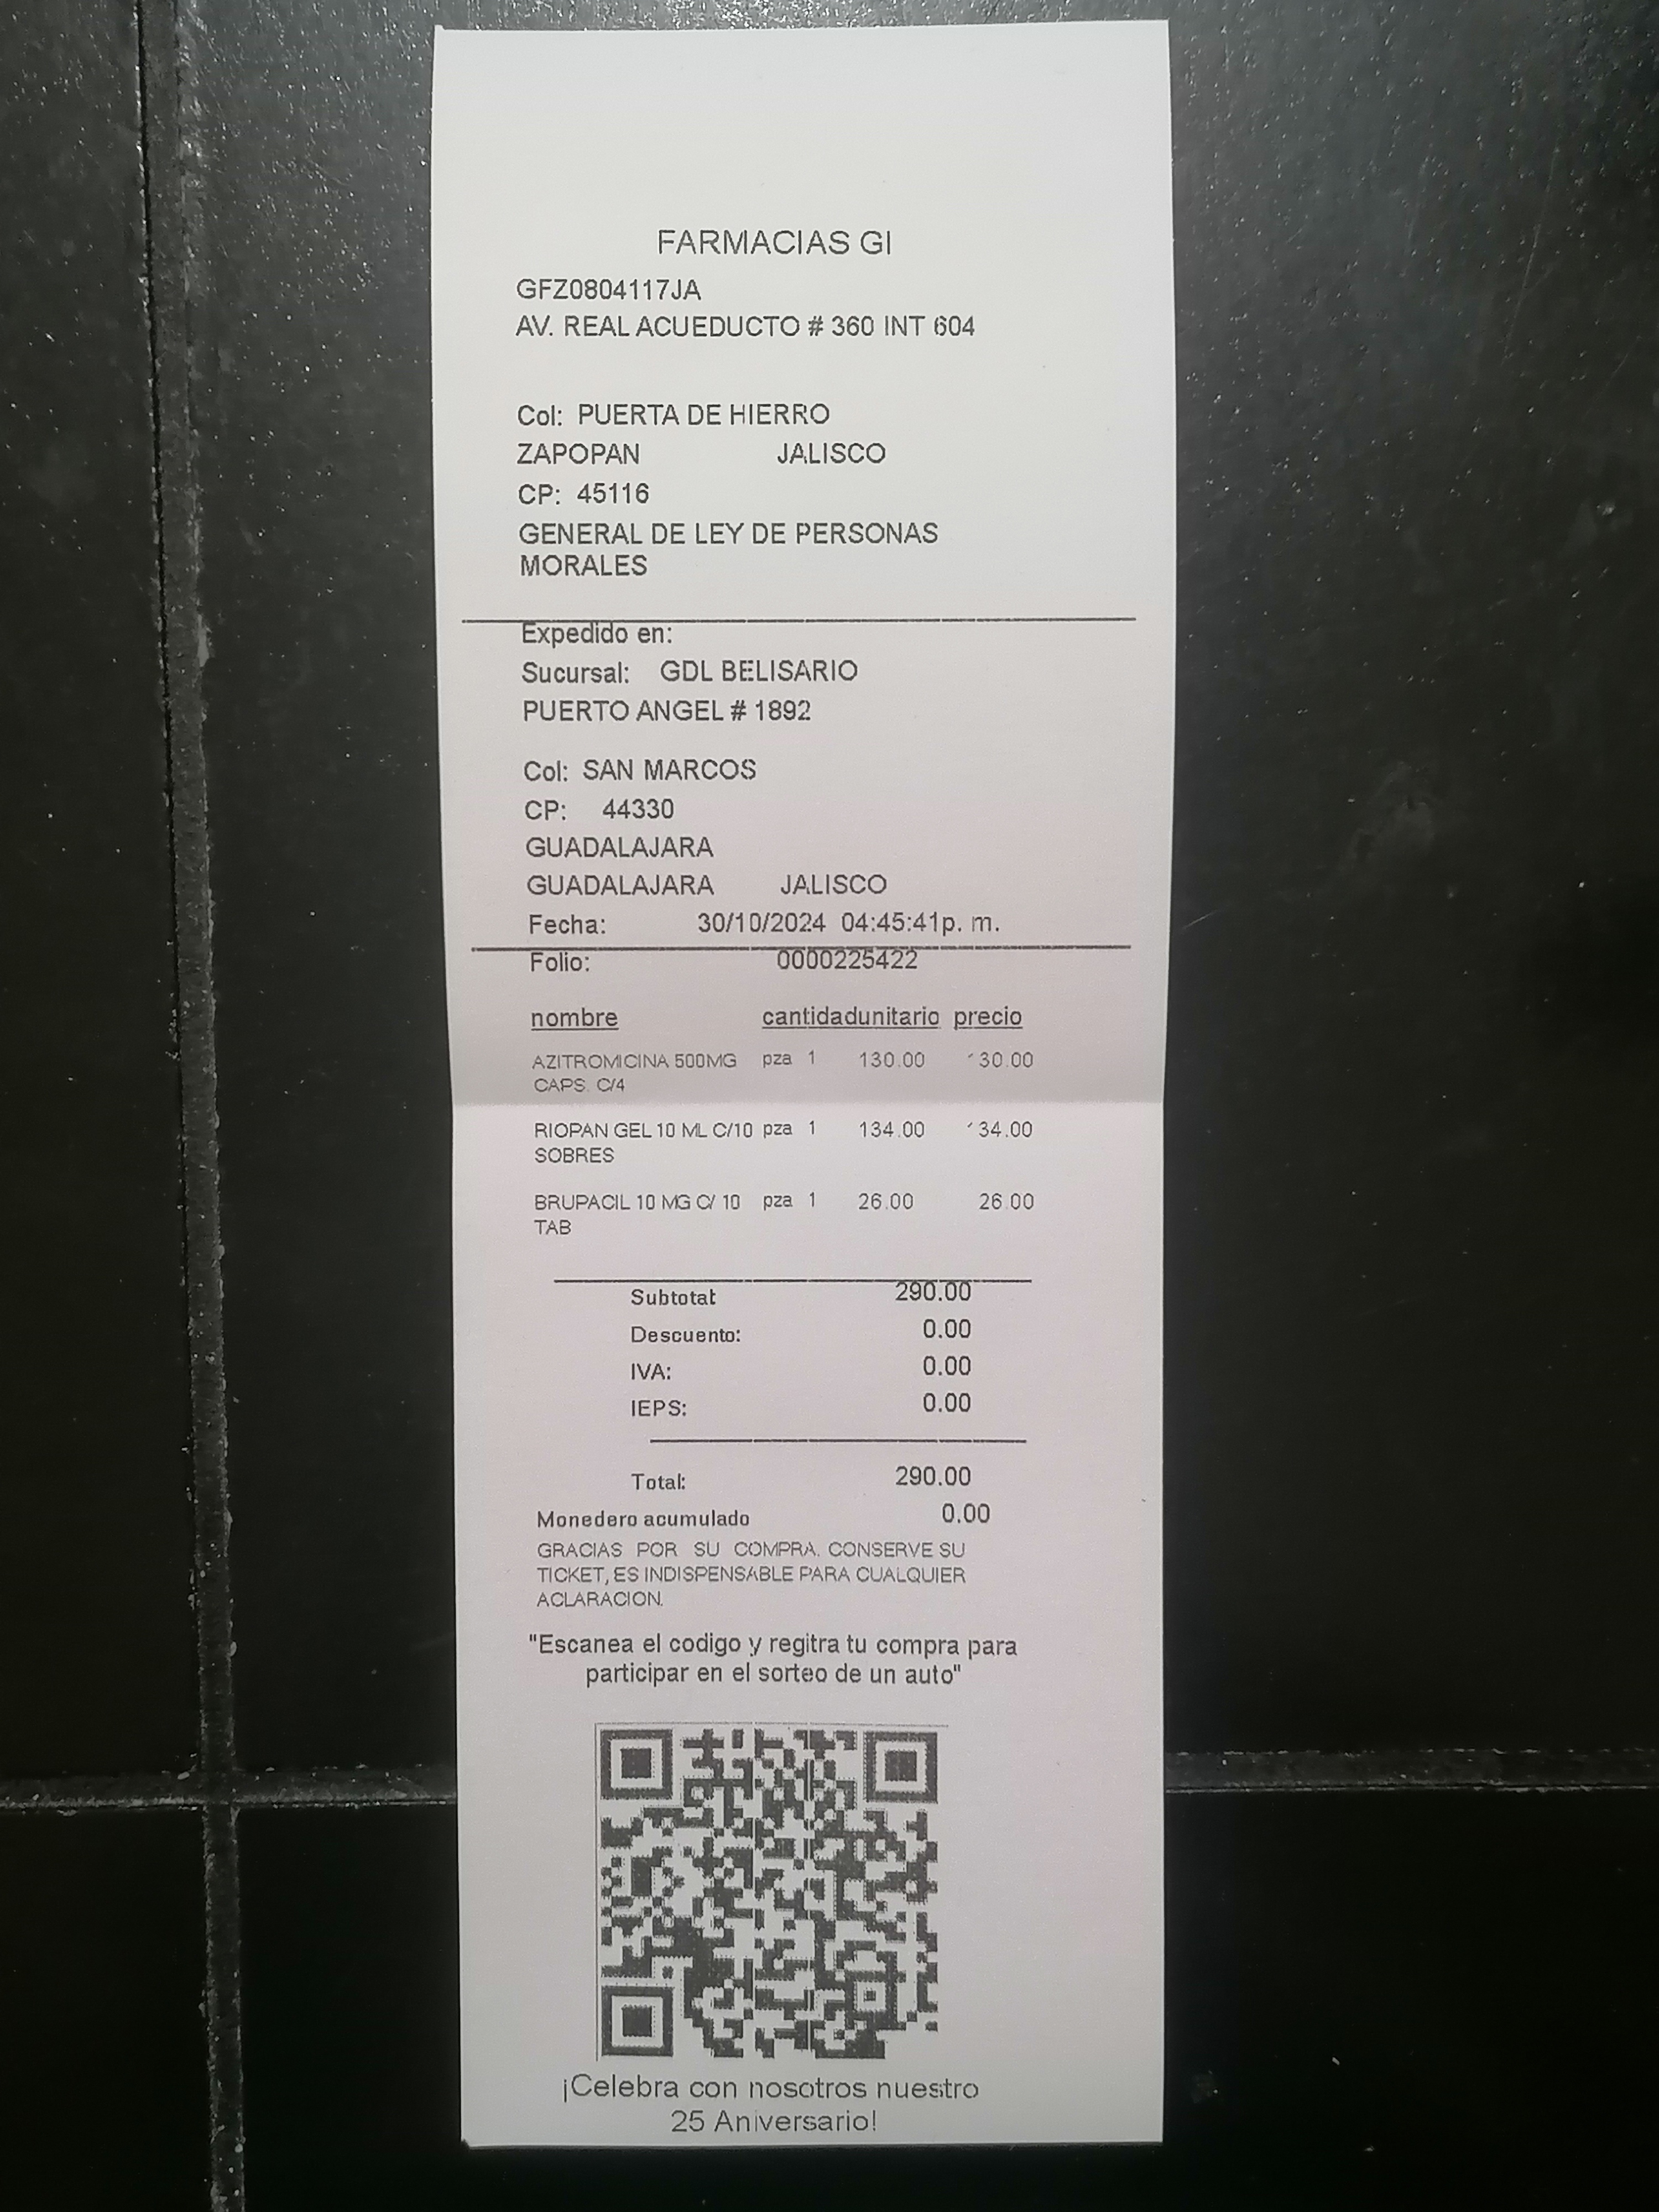 FARMACIAS GI
GFZ0804117JA
AV. REAL ACUEDUCTO # 360 INT 604
Col: PUERTA DE HIERRO
ZAPOPAN JALISCO
CP: 45116
GENERAL DE LEY DE PERSONAS
MORALES
Expedido en:
Sucursal: GDL BELISARIO
PUERTO ANGEL # 1892
Col: SAN MARCOS
CP: 44330
GUADALAJARA
GUADALAJARA JALISCO
Fecha: 30/10/2024 04:45:41p. m.
Folio: 0000225422
nombre cantidadunitario precio
AZITROMICINA 500MG pza 1 130.00 130.00
CAPS. C/4
RIOPAN GEL 10 ML C/10 pza 1 134.00 134.00
SOBRES
BRUPACIL 10 MG C/ 10 pza 1 26.00 26.00
TAB
Subtotal: 290.00
Descuento: 0.00
IVA: 0.00
IEPS: 0.00
Total: 290.00
Monedero acumulado 0.00
GRACIAS POR SU COMPRA. CONSERVE SU
TICKET, ES INDISPENSABLE PARA CUALQUIER
ACLARACION.
"Escanea el codigo y regitra tu compra para
participar en el sorteo de un auto"
¡Celebra con nosotros nuestro
25 Aniversario!